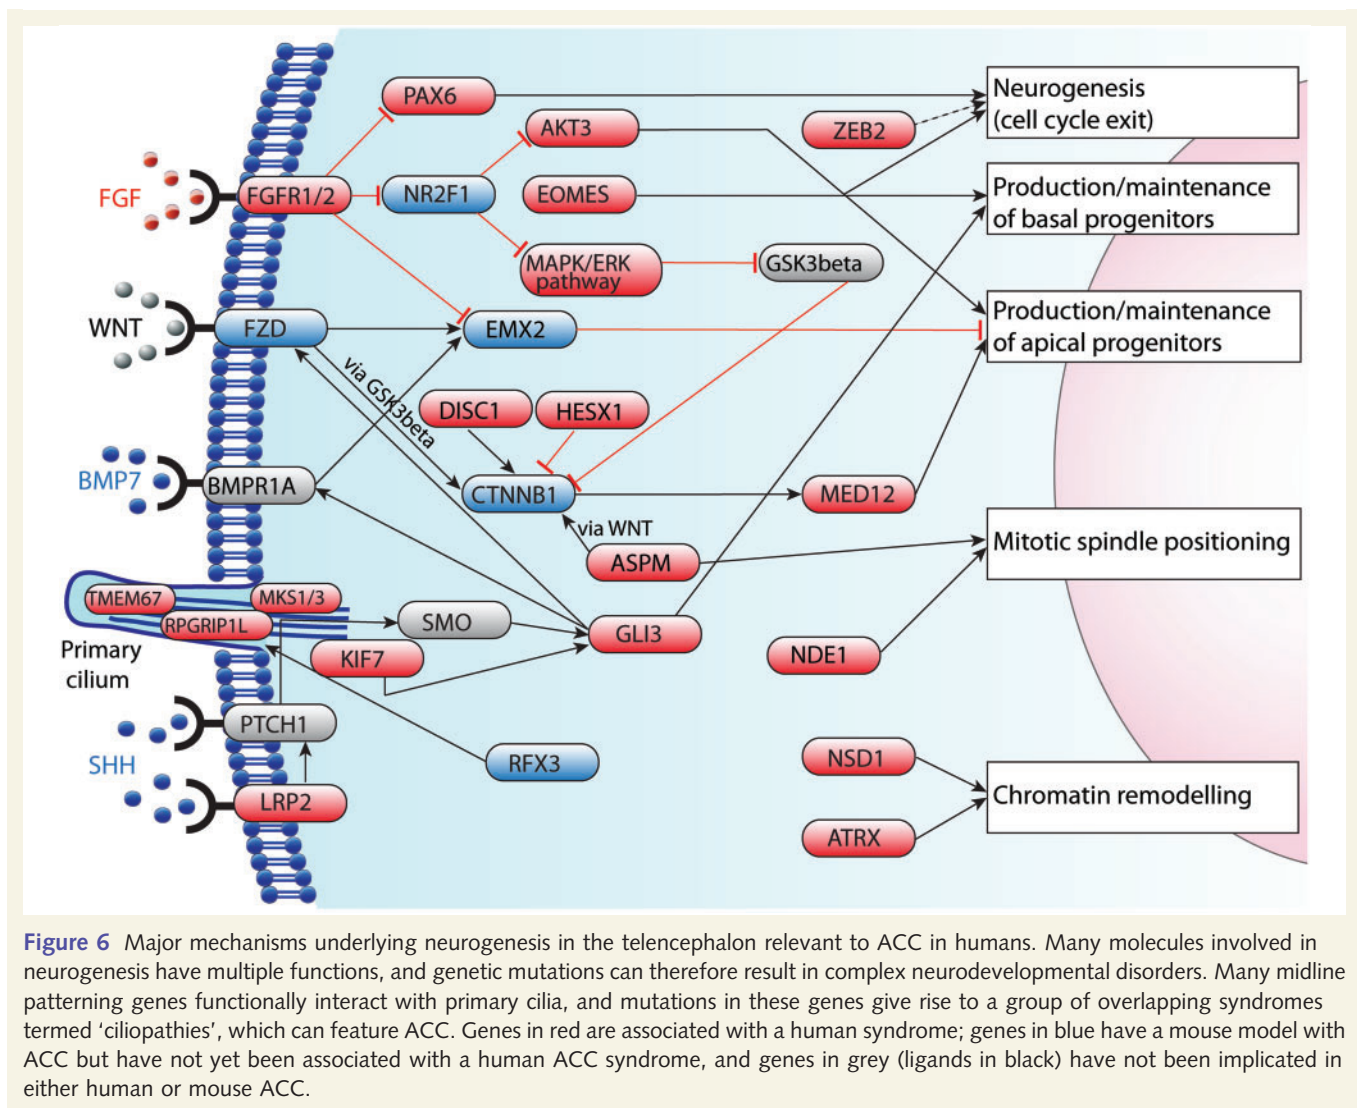 PAX6
AKT3
ZEB2
Neurogenesis
(cell cycle exit)
FGF
FGFR1/2
NR2F1
EOMES
Production/maintenance
of basal progenitors
MAPK/ERK
pathway
GSK3beta
WNT
FZD
EMX2
Production/maintenance
of apical progenitors
via GSK3beta
DISC1
HESX1
BMP7
BMPR1A
CTNNB1
MED12
via WNT
ASPM
Mitotic spindle positioning
TMEM67
MKS1/3
RPGRIP1L
SMO
GLI3
Primary
cilium
KIF7
NDE1
PTCH1
SHH
RFX3
NSD1
LRP2
Chromatin remodelling
ATRX
Figure 6 Major mechanisms underlying neurogenesis in the telencephalon relevant to ACC in humans. Many molecules involved in
neurogenesis have multiple functions, and genetic mutations can therefore result in complex neurodevelopmental disorders. Many midline
patterning genes functionally interact with primary cilia, and mutations in these genes give rise to a group of overlapping syndromes
termed ‘ciliopathies’, which can feature ACC. Genes in red are associated with a human syndrome; genes in blue have a mouse model with
ACC but have not yet been associated with a human ACC syndrome, and genes in grey (ligands in black) have not been implicated in
either human or mouse ACC.